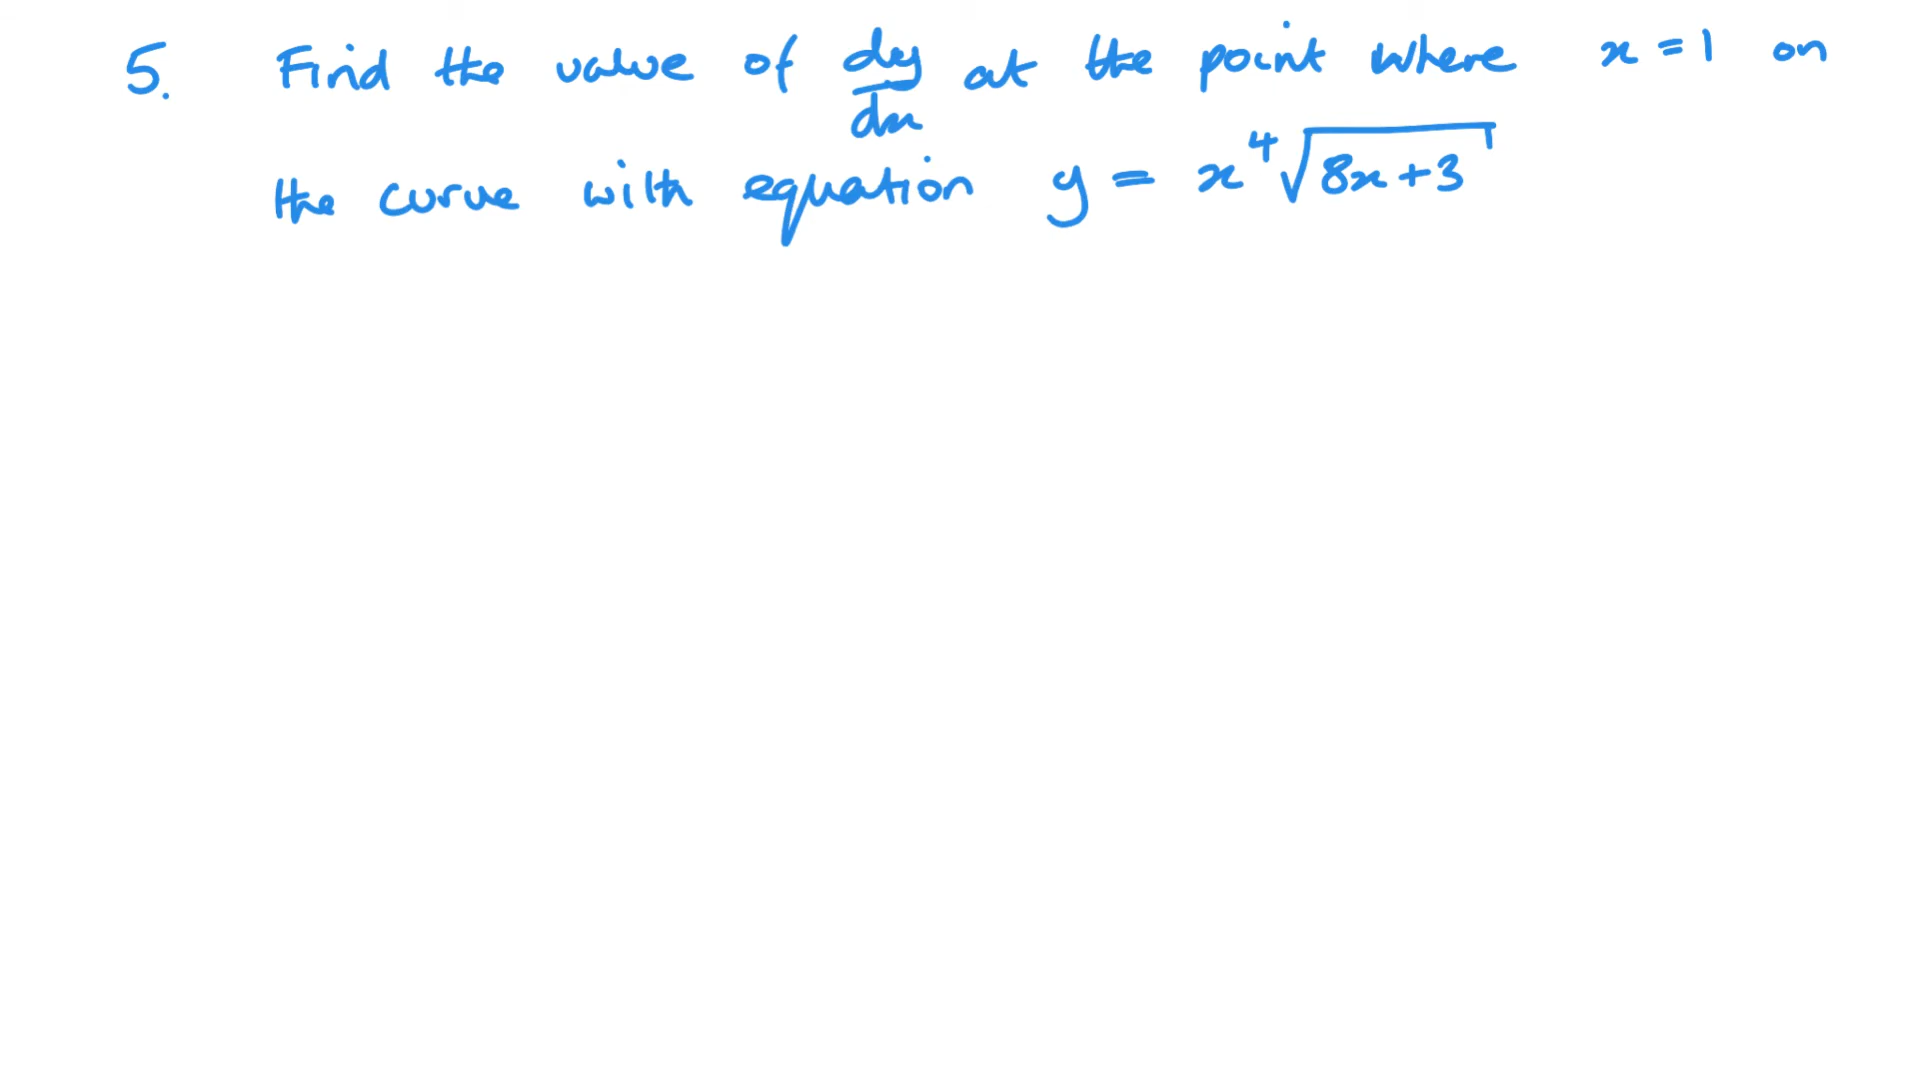 5. Find the value of dy/dx at the point where x = 1 on
the curve with equation y = x⁴√(8x+3)